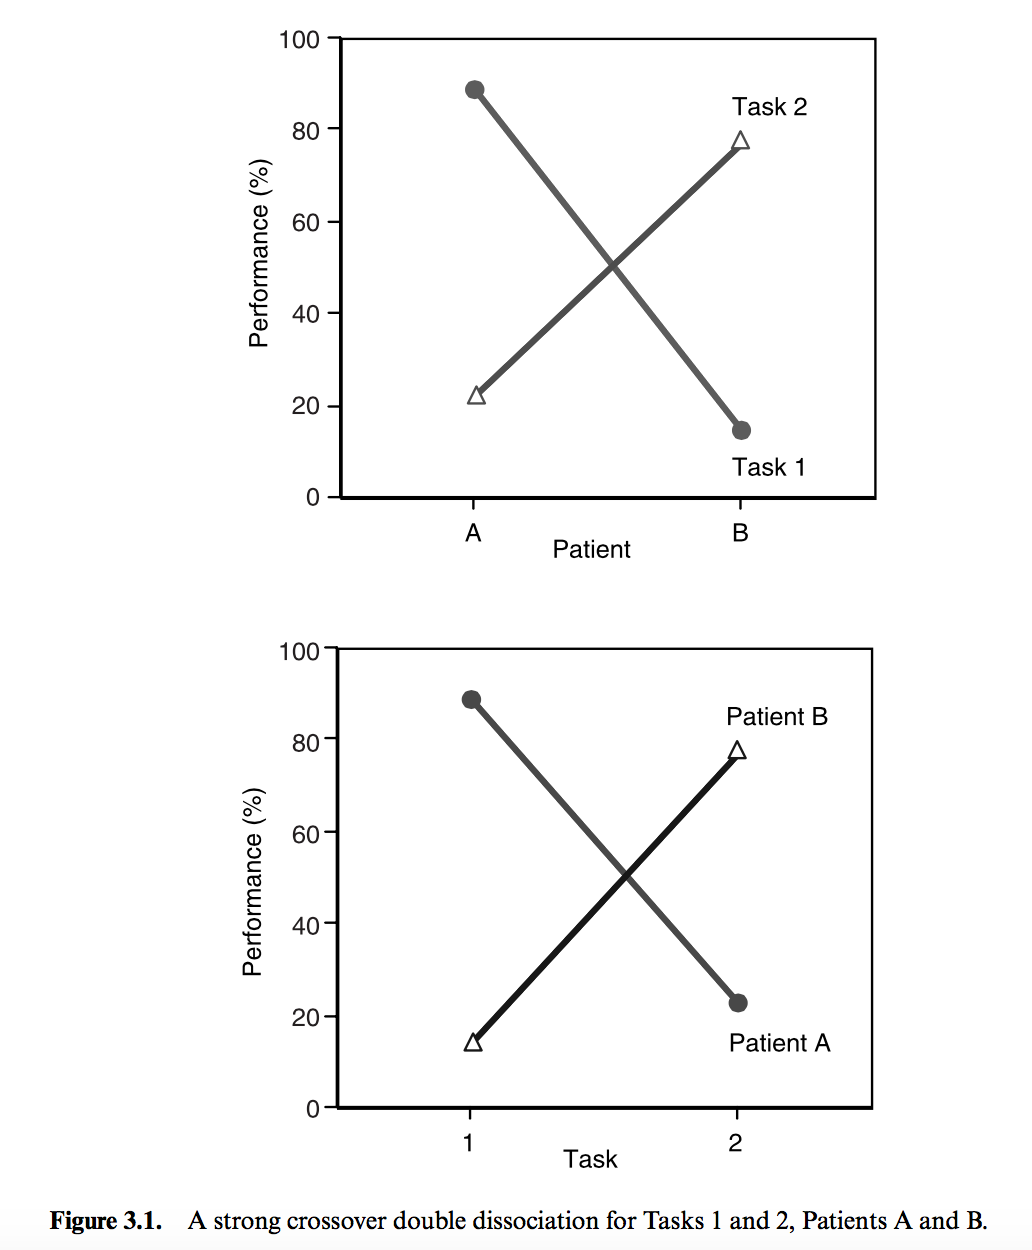 100
80
60
40
20
0
Performance (%)
Task 2
Task 1
A
B
Patient
100
80
60
40
20
0
Performance (%)
Patient B
Patient A
1
2
Task
Figure 3.1. A strong crossover double dissociation for Tasks 1 and 2, Patients A and B.